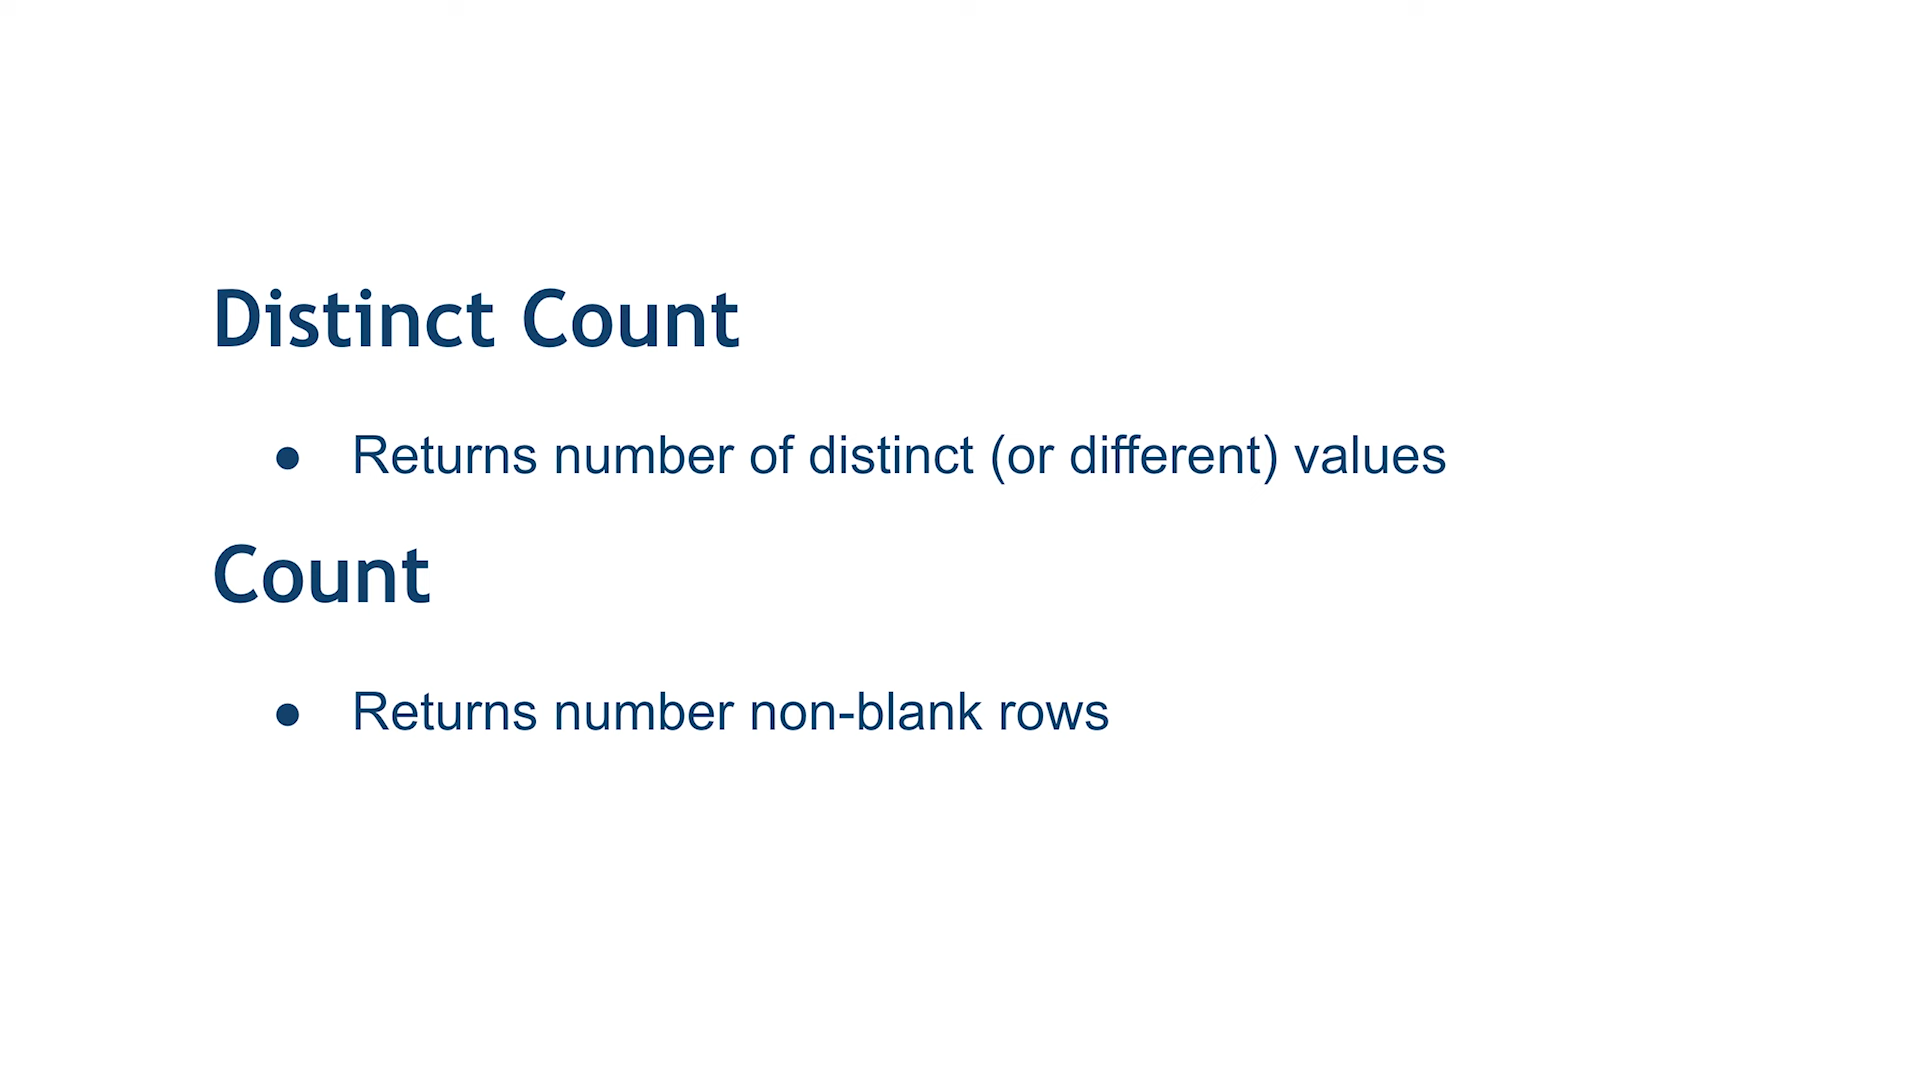 Distinct Count
● Returns number of distinct (or different) values
Count
● Returns number non-blank rows